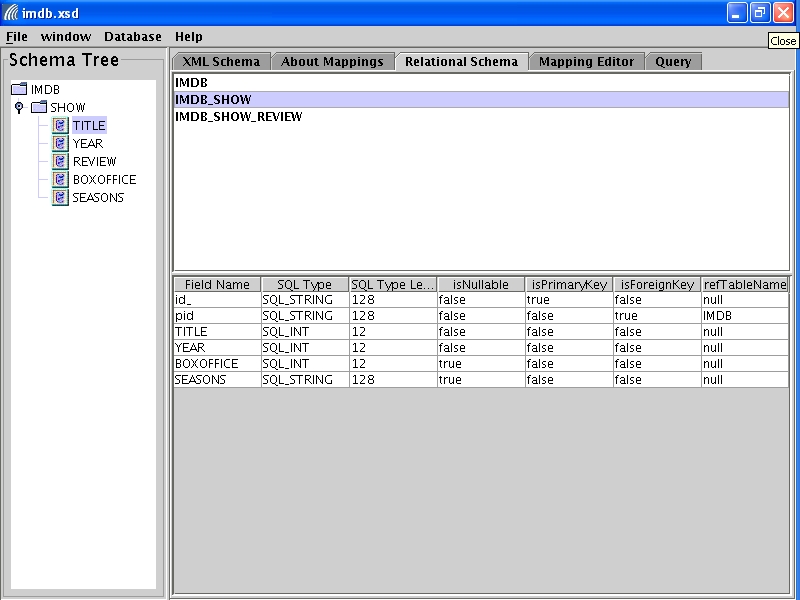 imdb.xsd
File window Database Help
Close
Schema Tree
XML Schema About Mappings Relational Schema Mapping Editor Query
IMDB
SHOW
TITLE
YEAR
REVIEW
BOXOFFICE
SEASONS
IMDB
IMDB_SHOW
IMDB_SHOW_REVIEW
Field Name SQL Type SQL Type Le... isNullable isPrimaryKey isForeignKey refTableName
id_ SQL_STRING 128 false true false null
pid SQL_STRING 128 false false true IMDB
TITLE SQL_INT 12 false false false null
YEAR SQL_INT 12 false false false null
BOXOFFICE SQL_INT 12 true false false null
SEASONS SQL_STRING 128 true false false null